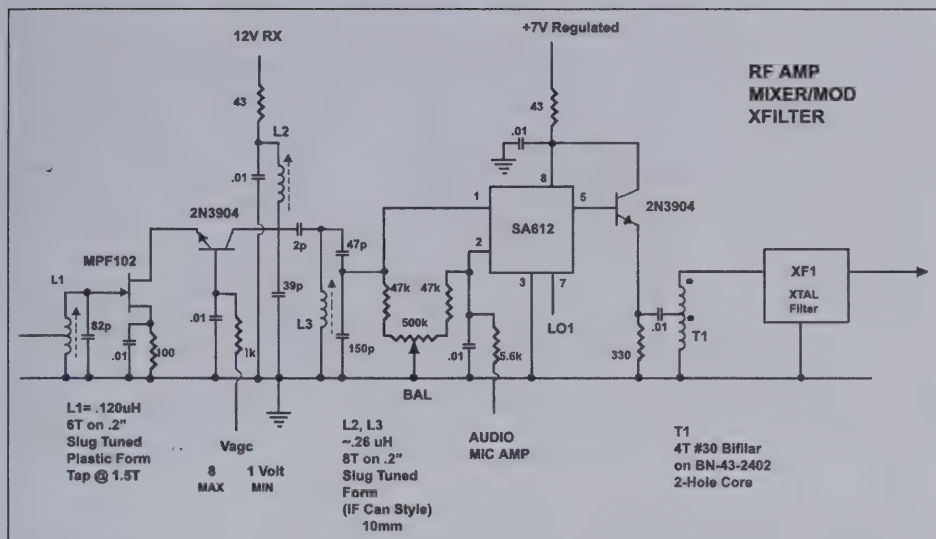 12V RX
+7V Regulated
RF AMP
MIXER/MOD
XFILTER
43
L2
43
.01
.01
8
2N3904
1
5
2N3904
SA612
MPF102
2p
47p
2
L1
47k
47k
3
7
XF1
XTAL
Filter
82p
.01
39p
L3
500k
LO1
.01
T1
.01
100
1k
150p
.01
5.6k
330
BAL
L1= .120uH
6T on .2"
Slug Tuned
Plastic Form
Tap @ 1.5T
Vagc
8 1 Volt
MAX MIN
L2, L3
~.26 uH
8T on .2"
Slug Tuned
Form
(IF Can Style)
10mm
AUDIO
MIC AMP
T1
4T #30 Bifilar
on BN-43-2402
2-Hole Core